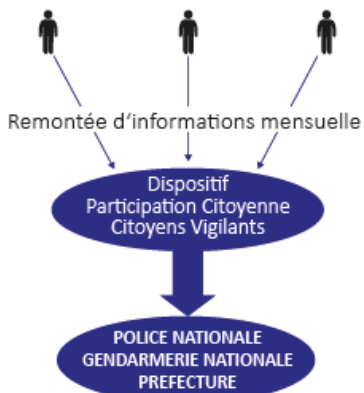 Remontée d'informations mensuelle
Dispositif
Participation Citoyenne
Citoyens Vigilants
POLICE NATIONALE
GENDARMERIE NATIONALE
PREFECTURE